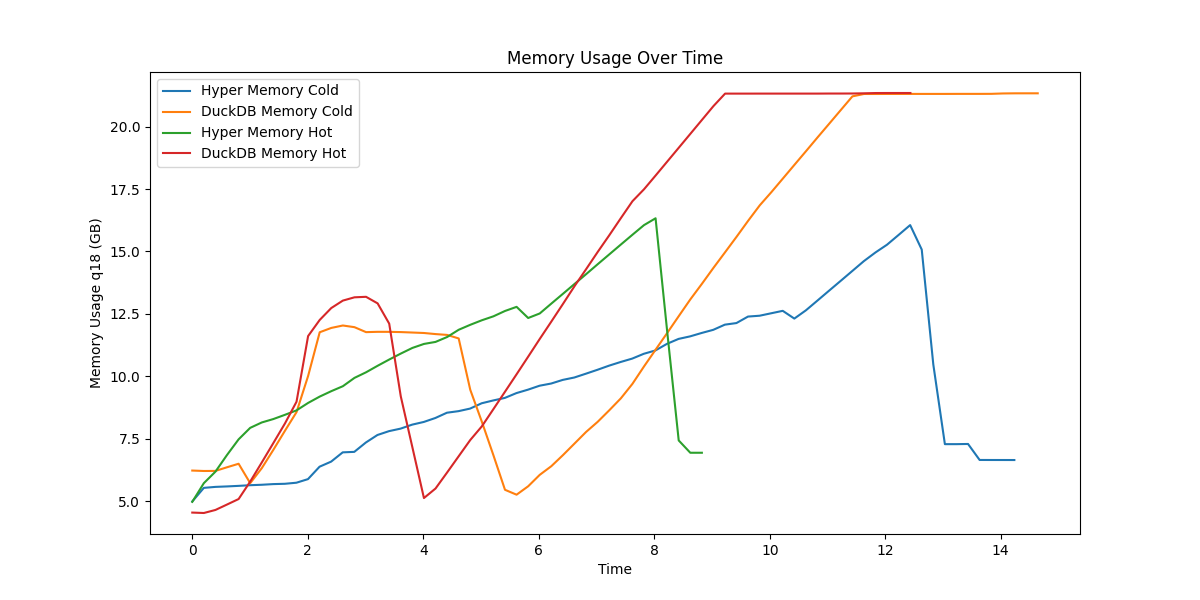 Memory Usage Over Time
Hyper Memory Cold
DuckDB Memory Cold
Hyper Memory Hot
DuckDB Memory Hot
Memory Usage q18 (GB)
20.0
17.5
15.0
12.5
10.0
7.5
5.0
0 2 4 6 8 10 12 14
Time